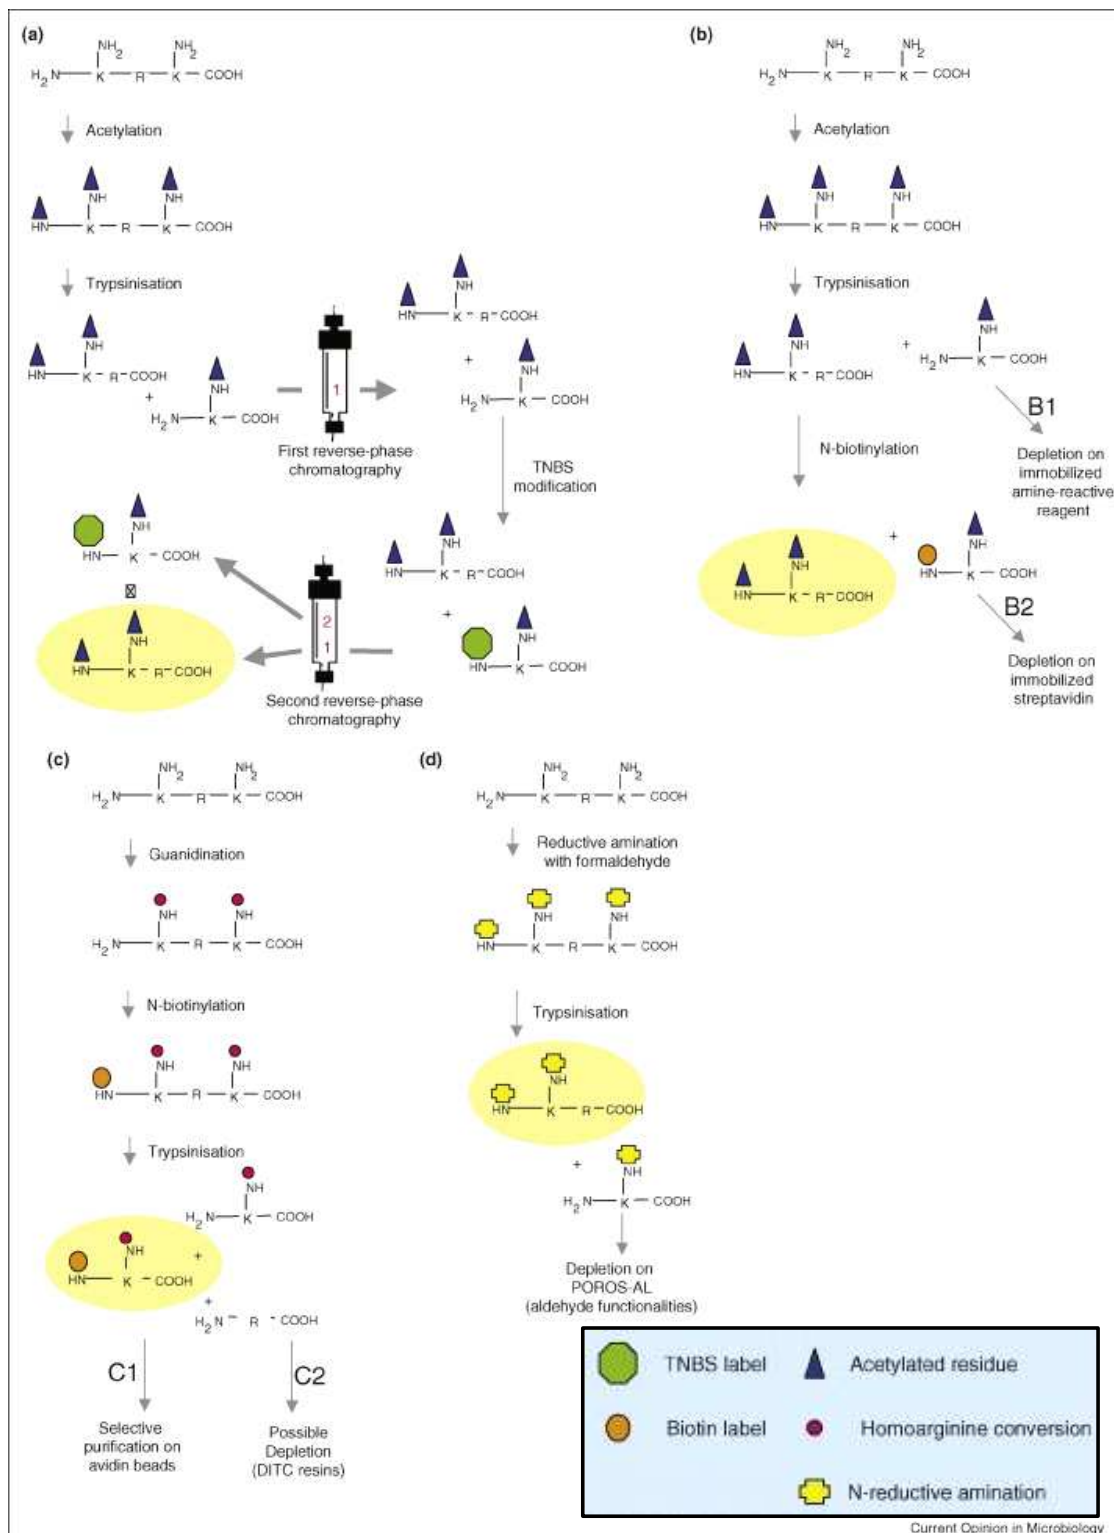 (a)
NH2 NH2
H2N K R K COOH
Acetylation
NH NH
HN K R K COOH
Trypsinisation
NH
HN K R COOH
+
NH
H2N K COOH
1
First reverse-phase
chromatography
NH
HN K R COOH
+
NH
H2N K COOH
TNBS
modification
NH
HN K R COOH
+
NH
HN K COOH
2
1
Second reverse-phase
chromatography
NH
HN K COOH
NH
HN K R COOH
(b)
NH2 NH2
H2N K R K COOH
Acetylation
NH NH
HN K R K COOH
Trypsinisation
NH
HN K R COOH
+
NH
H2N K COOH
B1
Depletion on
immobilized
amine-reactive
reagent
N-biotinylation
NH
HN K R COOH
+
NH
HN K COOH
B2
Depletion on
immobilized
streptavidin
(c)
NH2 NH2
H2N K R K COOH
Guanidination
NH NH
H2N K R K COOH
N-biotinylation
NH NH
HN K R K COOH
Trypsinisation
NH
H2N K COOH
+
NH
HN K COOH
+
H2N R COOH
C1
Selective
purification on
avidin beads
C2
Possible
Depletion
(DITC resins)
(d)
NH2 NH2
H2N K R K COOH
Reductive amination
with formaldehyde
NH NH
HN K R K COOH
Trypsinisation
NH
HN K R COOH
+
NH
H2N K COOH
Depletion on
POROS-AL
(aldehyde functionalities)
TNBS label
Acetylated residue
Biotin label
Homoarginine conversion
N-reductive amination
Current Opinion in Microbiology